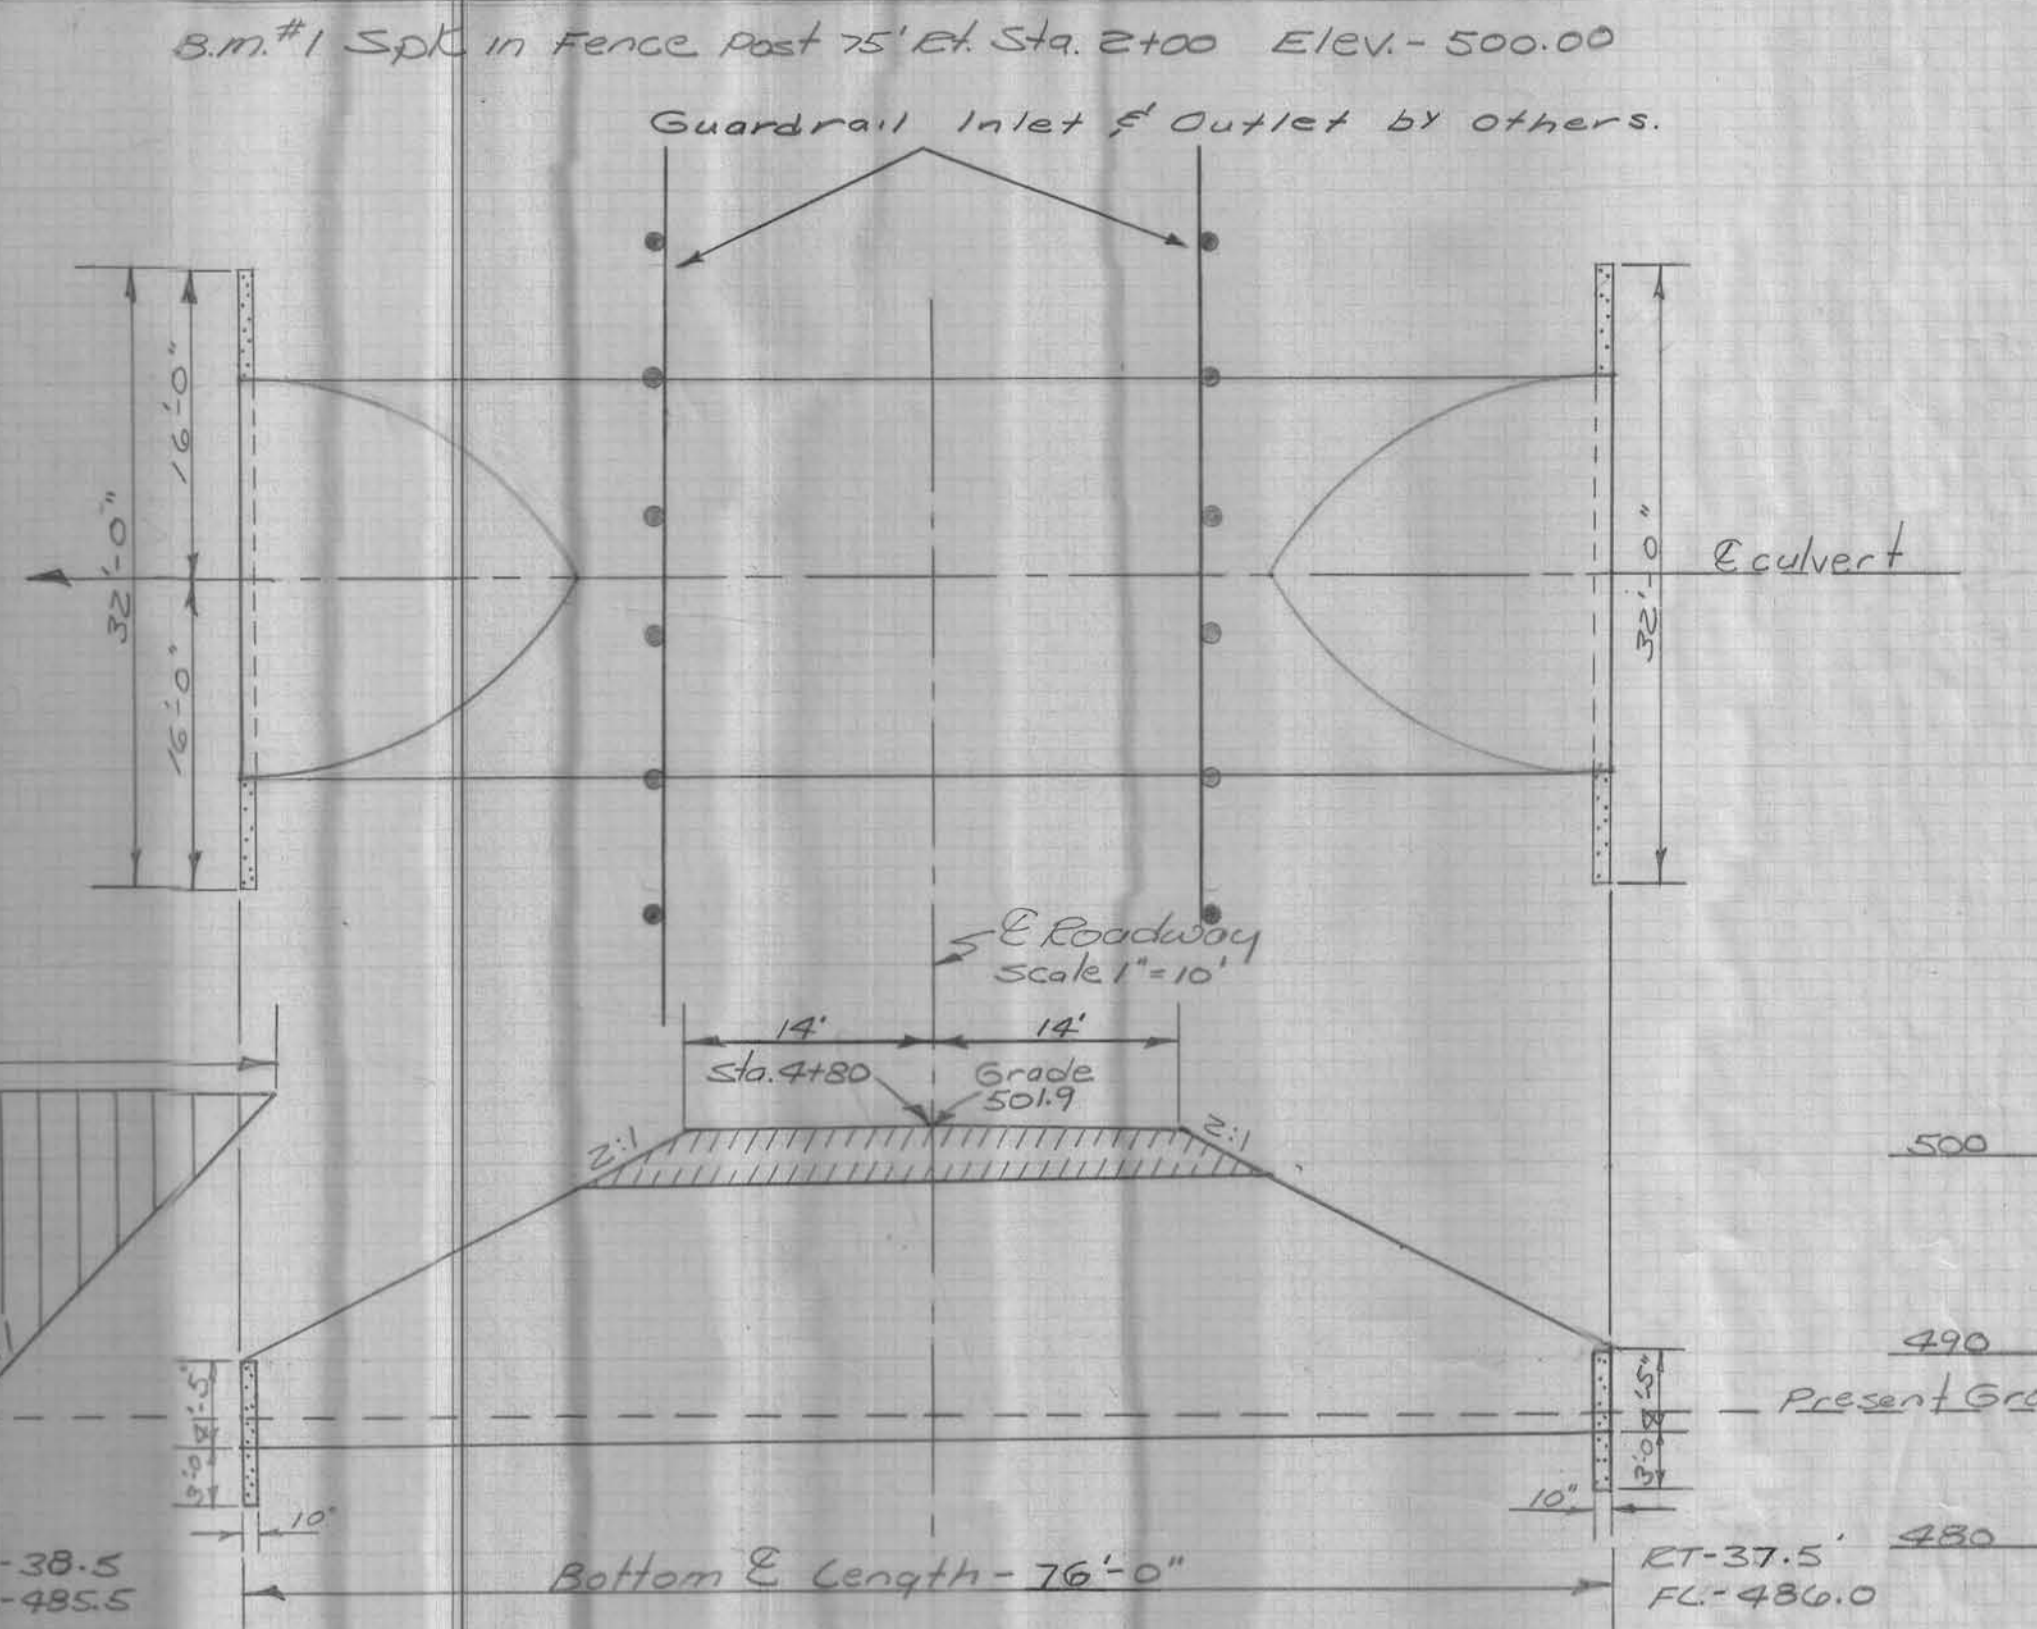 B.M. #1 Spk in Fence Post 75' Rt. Sta. 2+00 Elev. - 500.00
Guardrail Inlet & Outlet by others.
32'-0"
16'-0"
16'-0"
32'-0"
℄ culvert
℄ Roadway
Scale 1"=10'
14'
14'
Sta. 4+80
Grade
501.9
2:1
2:1
500
490
480
Present
3'-0"
3'-0
10"
10"
Bottom ℄ Length - 76'-0"
-38.5
-485.5
RT-37.5'
FL.-486.0